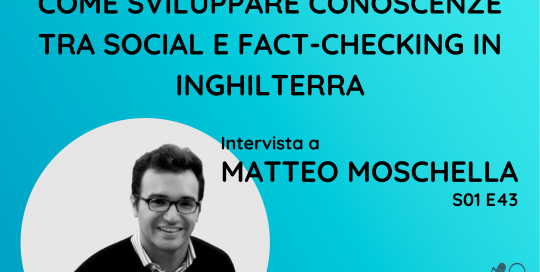 COME SVILUPPARE CONOSCENZE
TRA SOCIAL E FACT-CHECKING IN
INGHILTERRA
Intervista a
MATTEO MOSCHELLA
S01 E43